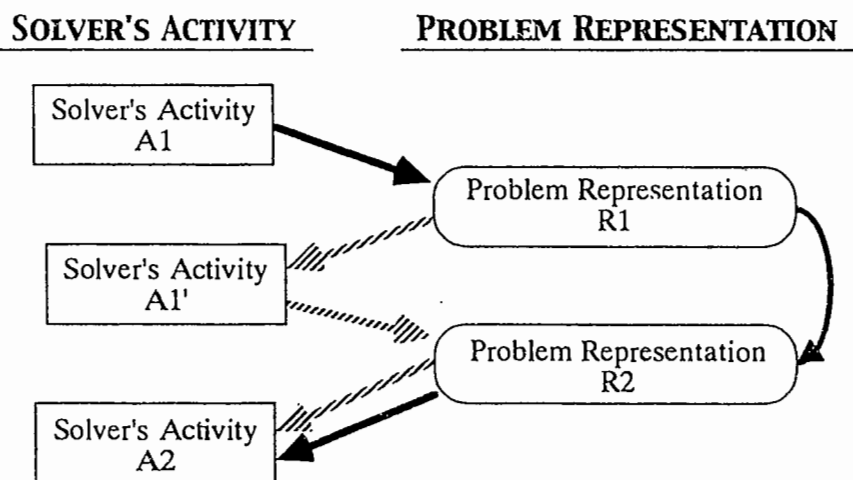 SOLVER'S ACTIVITY
PROBLEM REPRESENTATION
Solver's Activity
A1
Problem Representation
R1
Solver's Activity
A1'
Problem Representation
R2
Solver's Activity
A2